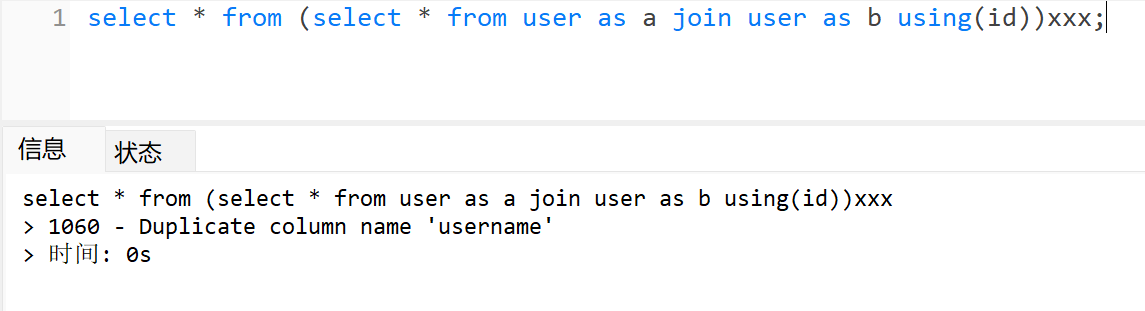 1 select * from (select * from user as a join user as b using(id))xxx;
信息 状态
select * from (select * from user as a join user as b using(id))xxx
> 1060 - Duplicate column name 'username'
> 时间: 0s